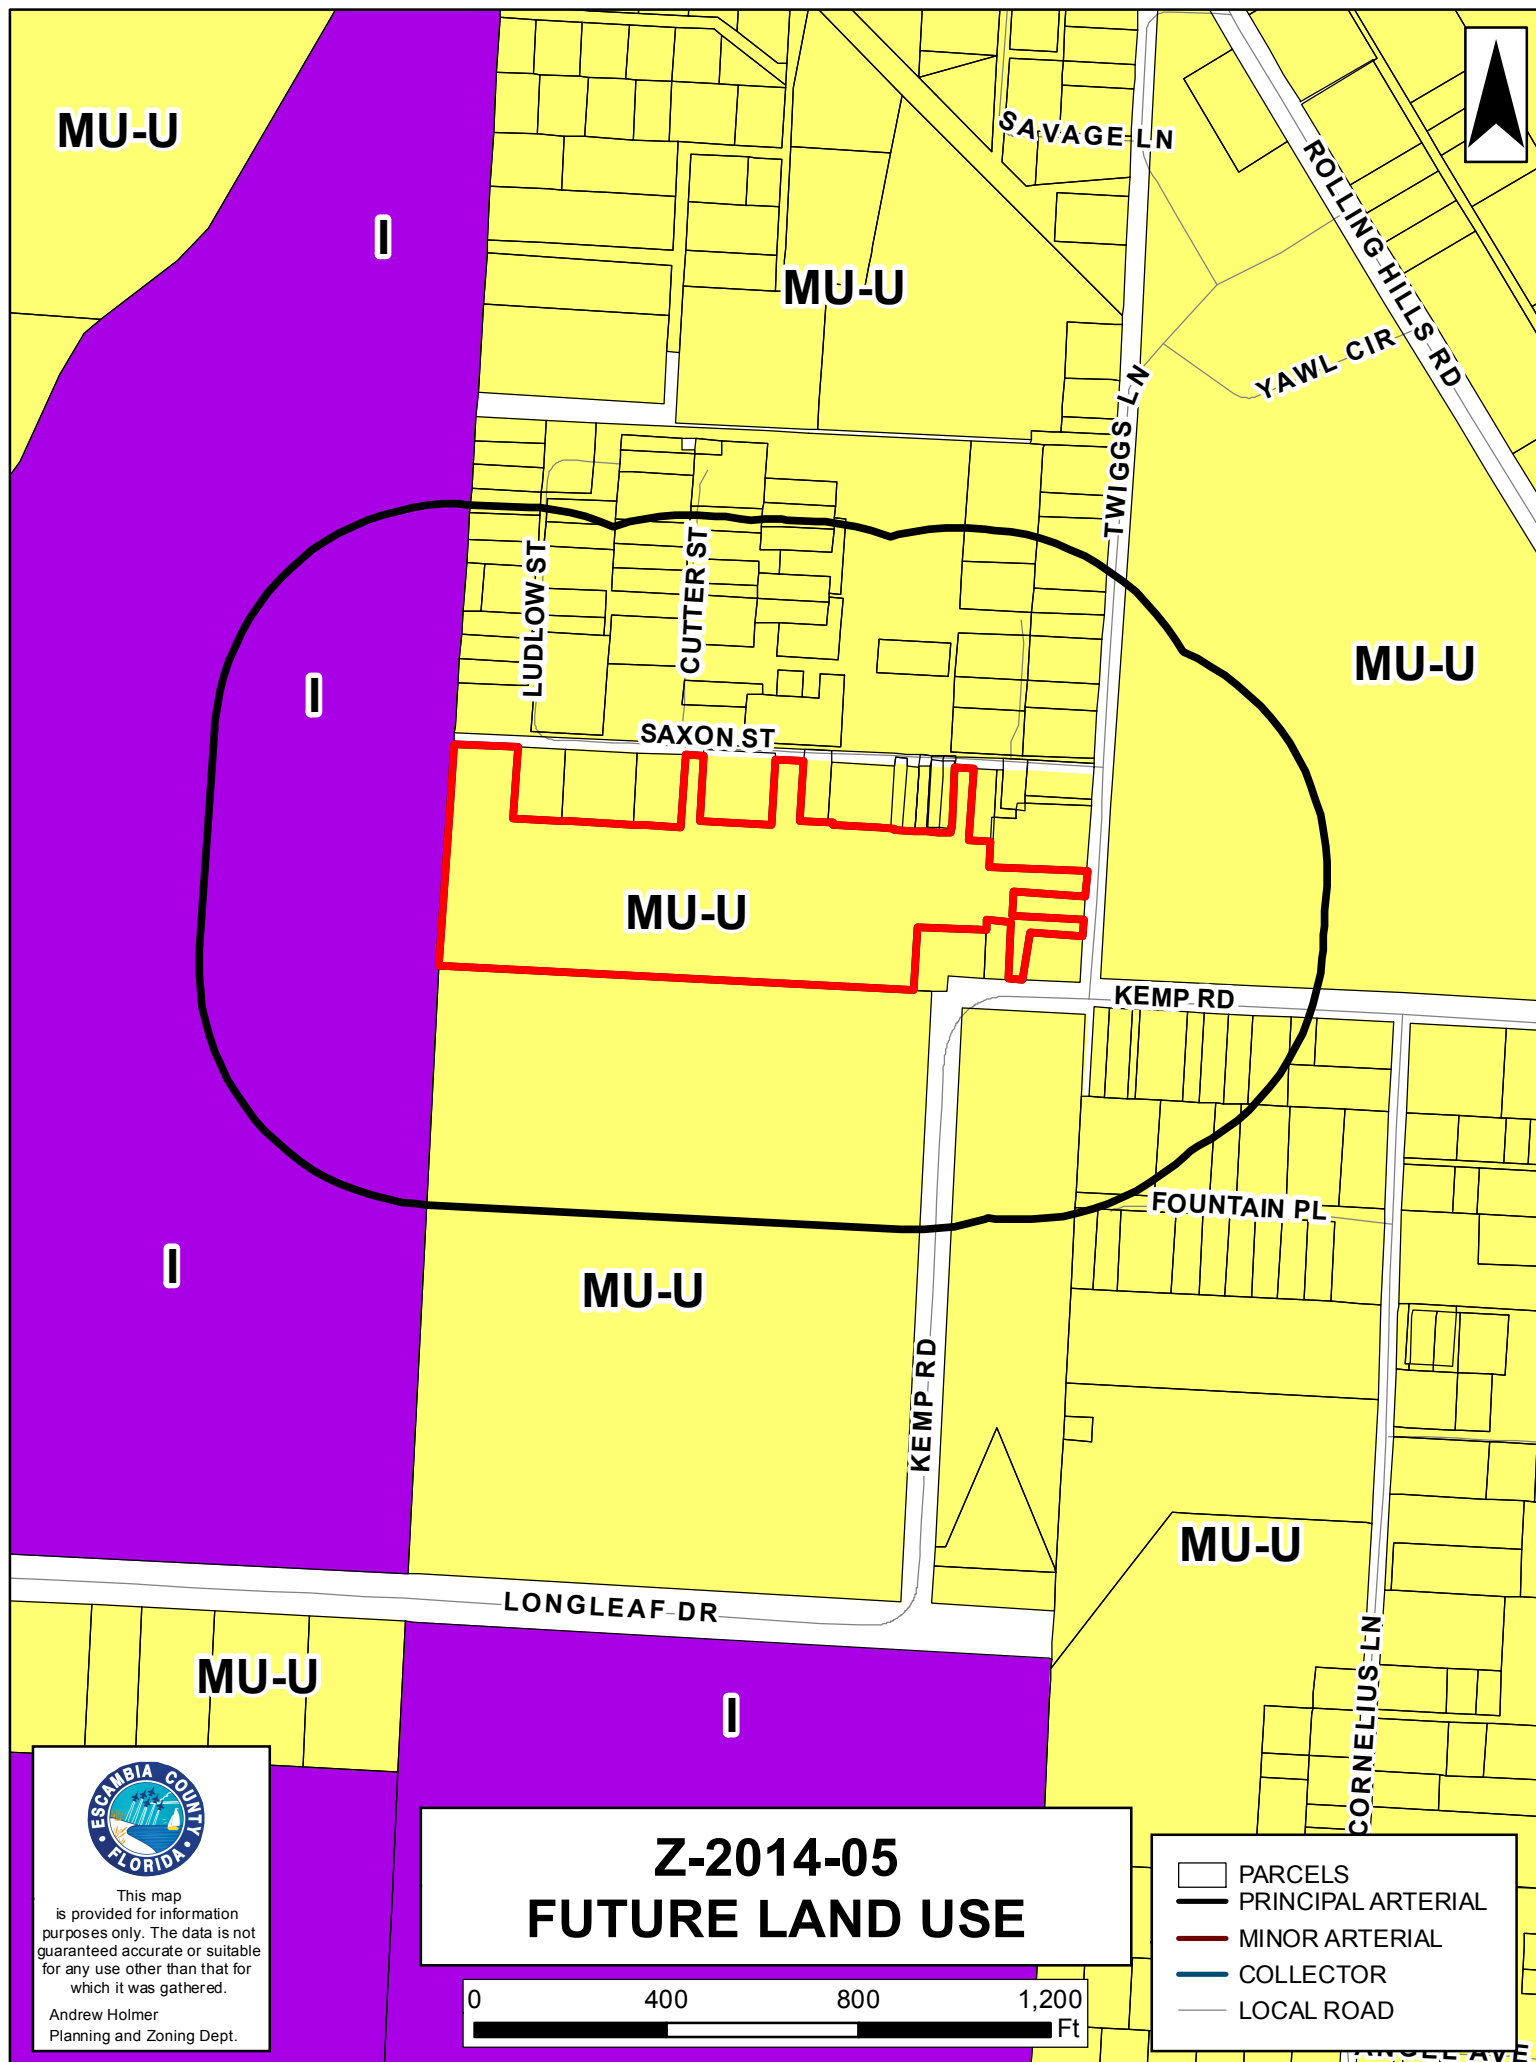 MU-U
SAVAGE LN
ROLLING HILLS RD
I
MU-U
YAWL CIR
TWIGGS LN
LUDLOW ST
CUTTER ST
MU-U
I
SAXON ST
MU-U
KEMP RD
FOUNTAIN PL
I
MU-U
KEMP RD
MU-U
LONGLEAF DR
CORNELIUS LN
MU-U
I
ESCAMBIA COUNTY
FLORIDA
This map
is provided for information
purposes only. The data is not
guaranteed accurate or suitable
for any use other than that for
which it was gathered.
Andrew Holmer
Planning and Zoning Dept.
Z-2014-05
FUTURE LAND USE
0 400 800 1,200
Ft
PARCELS
PRINCIPAL ARTERIAL
MINOR ARTERIAL
COLLECTOR
LOCAL ROAD